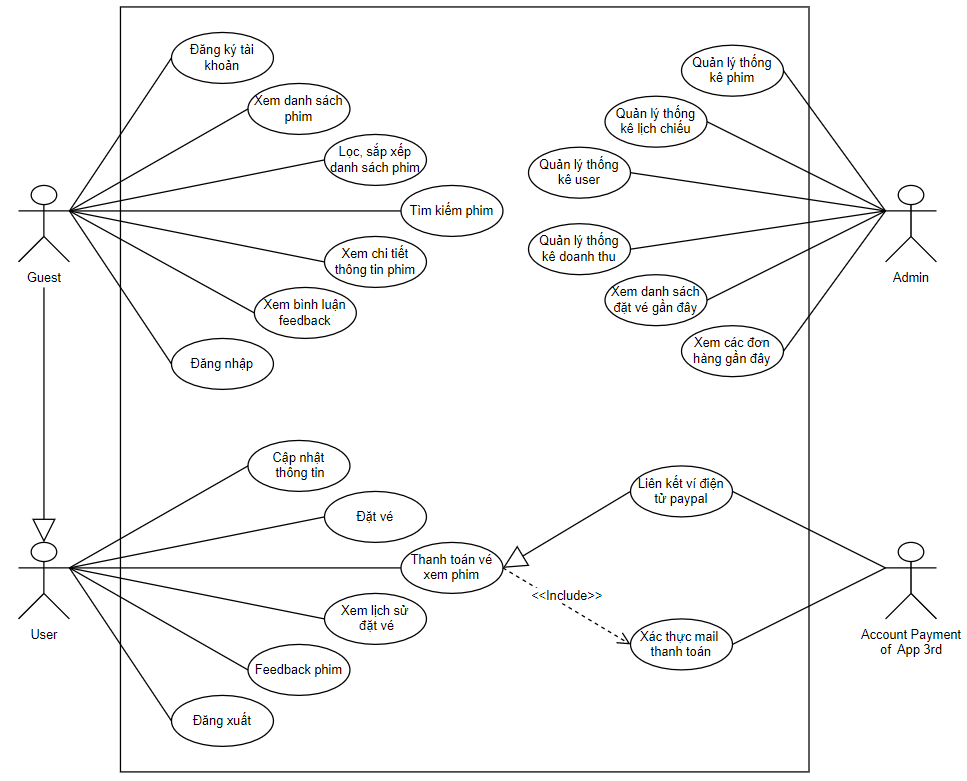 Đăng ký tài
khoản
Xem danh sách
phim
Lọc, sắp xếp
danh sách phim
Tìm kiếm phim
Xem chi tiết
thông tin phim
Xem bình luận
feedback
Đăng nhập
Guest
Quản lý thống
kê phim
Quản lý thống
kê lịch chiếu
Quản lý thống
kê user
Quản lý thống
kê doanh thu
Xem danh sách
đặt vé gần đây
Xem các đơn
hàng gần đây
Admin
Cập nhật
thông tin
Đặt vé
Thanh toán vé
xem phim
Xem lịch sử
đặt vé
Feedback phim
Đăng xuất
User
Liên kết ví điện
tử paypal
<<Include>>
Xác thực mail
thanh toán
Account Payment
of App 3rd